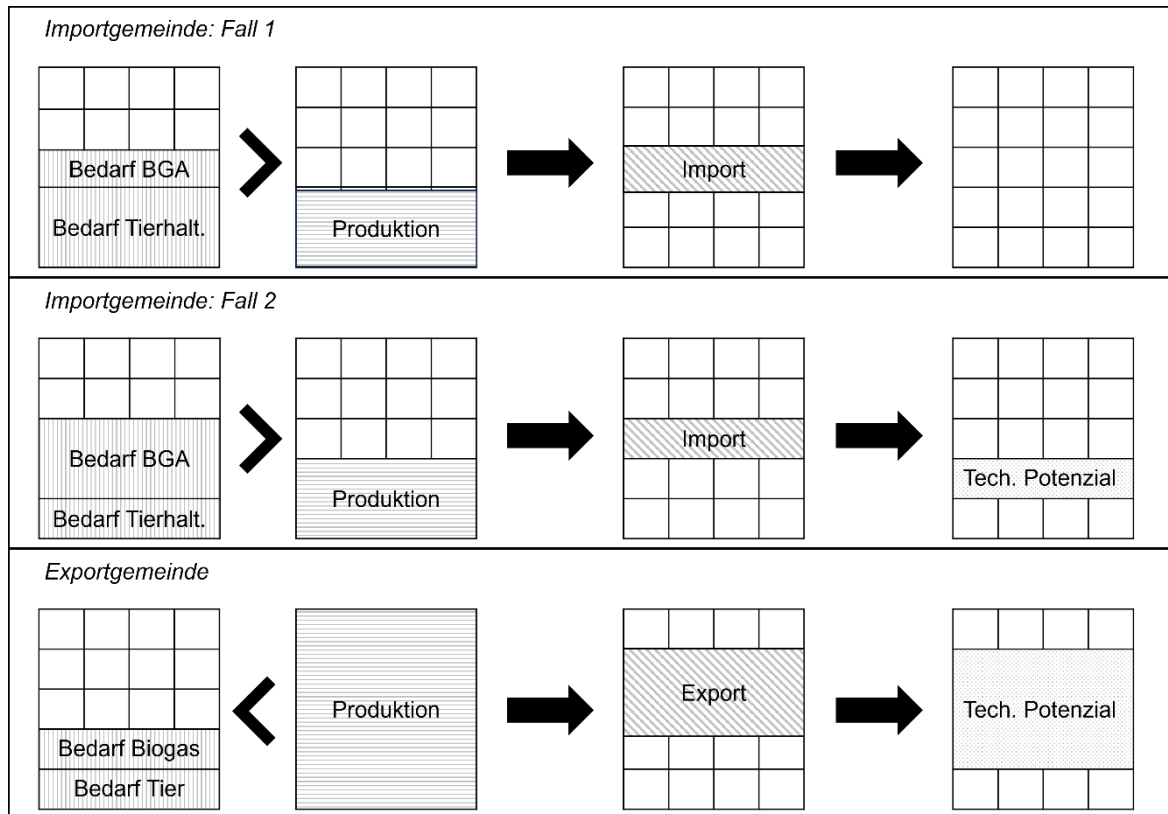 Importgemeinde: Fall 1
Bedarf BGA
Bedarf Tierhalt.
Produktion
Import
Importgemeinde: Fall 2
Bedarf BGA
Bedarf Tierhalt.
Produktion
Import
Tech. Potenzial
Exportgemeinde
Bedarf Biogas
Bedarf Tier
Produktion
Export
Tech. Potenzial